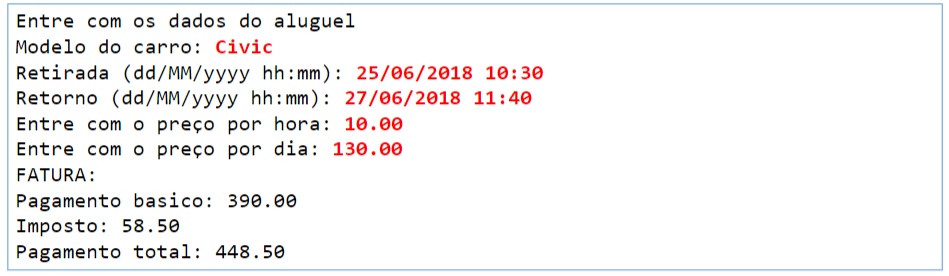 Entre com os dados do aluguel
Modelo do carro: Civic
Retirada (dd/MM/yyyy hh:mm): 25/06/2018 10:30
Retorno (dd/MM/yyyy hh:mm): 27/06/2018 11:40
Entre com o preço por hora: 10.00
Entre com o preço por dia: 130.00
FATURA:
Pagamento basico: 390.00
Imposto: 58.50
Pagamento total: 448.50